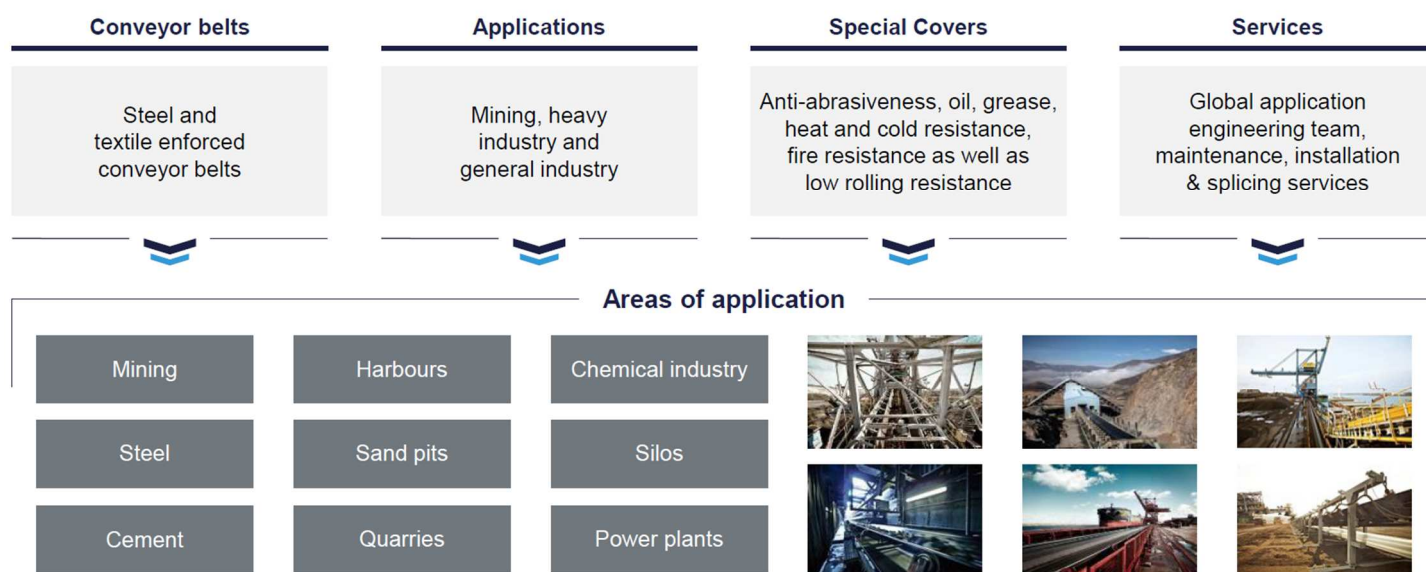 Conveyor belts
Steel and
textile enforced
conveyor belts
Applications
Mining, heavy
industry and
general industry
Special Covers
Anti-abrasiveness, oil, grease,
heat and cold resistance,
fire resistance as well as
low rolling resistance
Services
Global application
engineering team,
maintenance, installation
& splicing services
Areas of application
Mining
Harbours
Chemical industry
Steel
Sand pits
Silos
Cement
Quarries
Power plants